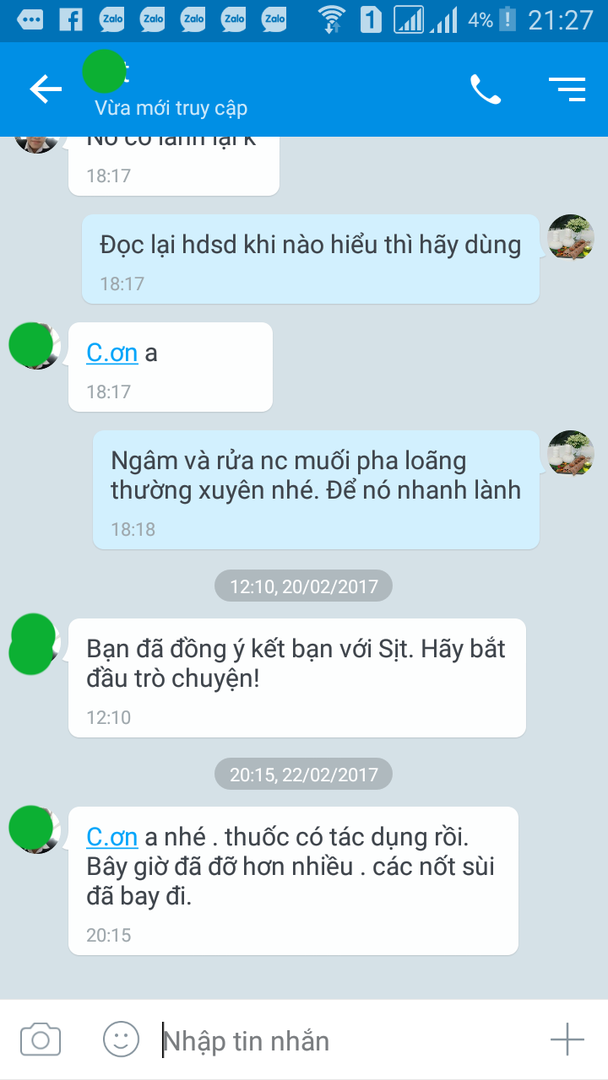 Zalo Zalo Zalo Zalo Zalo 1 4% 21:27
t
Vừa mới truy cập
Nó có lành lại k
18:17
Đọc lại hdsd khi nào hiểu thì hãy dùng
18:17
C.ơn a
18:17
Ngâm và rửa nc muối pha loãng
thường xuyên nhé. Để nó nhanh lành
18:18
12:10, 20/02/2017
Bạn đã đồng ý kết bạn với Sịt. Hãy bắt
đầu trò chuyện!
12:10
20:15, 22/02/2017
C.ơn a nhé . thuốc có tác dụng rồi.
Bây giờ đã đỡ hơn nhiều . các nốt sùi
đã bay đi.
20:15
Nhập tin nhắn